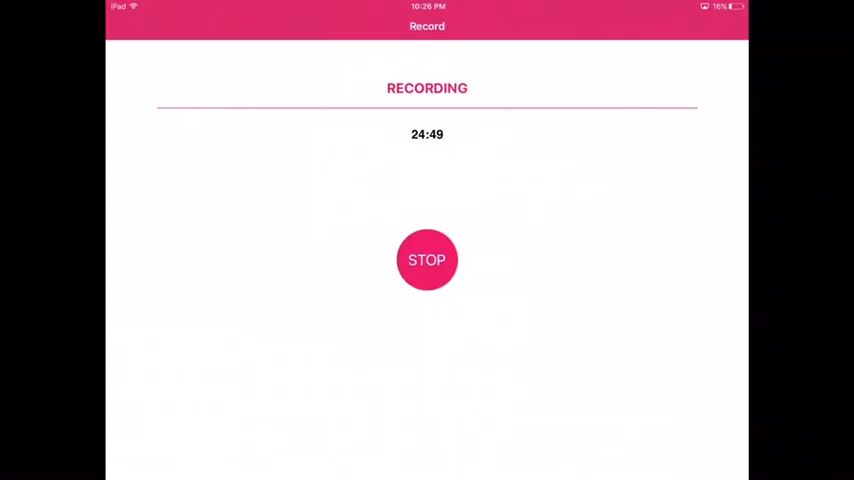 iPad 10:26 PM 16%
Record
RECORDING
24:49
STOP